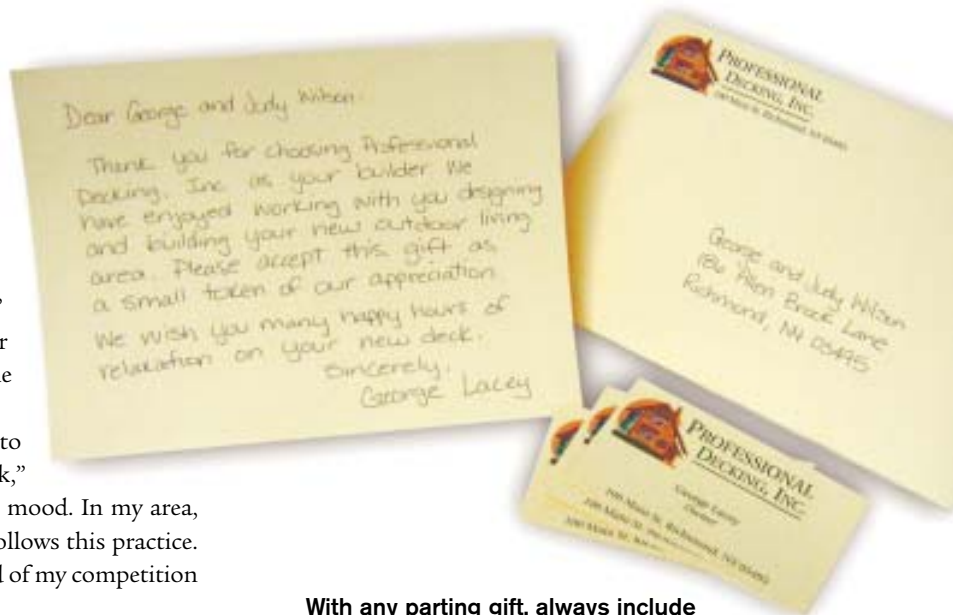 Dear George and Judy Wilson.
Thank you for choosing Professional
Decking, Inc. as your builder. We
have enjoyed working with you designing
and building your new outdoor living
area. Please accept this gift as
a small token of our appreciation
We wish you many happy hours of
relaxation on your new deck.
Sincerely,
George Lacey
PROFESSIONAL
DECKING, INC.
George and Judy Wilson
186 Allen Brook Lane
Richmond,
PROFESSIONAL
DECKING, INC.
George Lacey
Owner
Main St. Richmond,
to
k,”
mood. In my area,
ollows this practice.
d of my competition
With any parting gift, always include